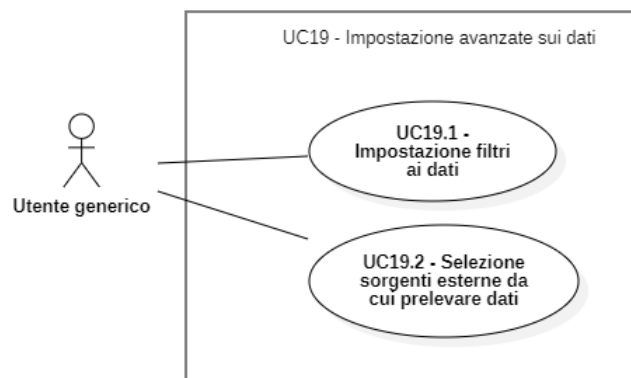 UC19 - Impostazione avanzate sui dati
UC19.1 -
Impostazione filtri
ai dati
Utente generico
UC19.2 - Selezione
sorgenti esterne da
cui prelevare dati